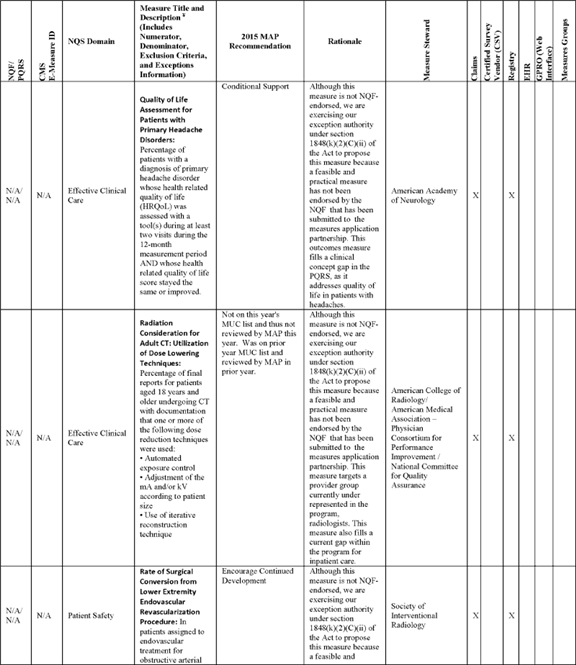 NQF/
PQRS
CMS
E-Measure ID
NQS Domain
Measure Title and
Description ¥
(Includes
Numerator,
Denominator,
Exclusion Criteria,
and Exceptions
Information)
2015 MAP
Recommendation
Rationale
Measure Steward
Claims
Certified Survey
Vendor (CSV)
Registry
EHR
GPRO (Web
Interface)
Measures Groups
N/A/
N/A
N/A
Effective Clinical
Care
Quality of Life
Assessment for
Patients with
Primary Headache
Disorders:
Percentage of
patients with a
diagnosis of primary
headache disorder
whose health related
quality of life
(HRQoL) was
assessed with a
tool(s) during at least
two visits during the
12-month
measurement period
AND whose health
related quality of life
score stayed the
same or improved.
Conditional Support
Although this
measure is not NQF-
endorsed, we are
exercising our
exception authority
under section
1848(k)(2)(C)(ii) of
the Act to propose
this measure because
a feasible and
practical measure
has not been
endorsed by the
NQF that has been
submitted to the
measures application
partnership. This
outcomes measure
fills a clinical
concept gap in the
PQRS, as it
addresses quality of
life in patients with
headaches.
American Academy
of Neurology
X
X
N/A/
N/A
N/A
Effective Clinical
Care
Radiation
Consideration for
Adult CT: Utilization
of Dose Lowering
Techniques:
Percentage of final
reports for patients
aged 18 years and
older undergoing CT
with documentation
that one or more of
the following dose
reduction techniques
were used:
• Automated
exposure control
• Adjustment of the
mA and/or kV
according to patient
size
• Use of iterative
reconstruction
technique
Not on this year's
MUC list and thus not
reviewed by MAP this
year. Was on prior
year MUC list and
reviewed by MAP in
prior year.
Although this
measure is not NQF-
endorsed, we are
exercising our
exception authority
under section
1848(k)(2)(C)(ii) of
the Act to propose
this measure because
a feasible and
practical measure
has not been
endorsed by the
NQF that has been
submitted to the
measures application
partnership. This
measure targets a
provider group
currently under
represented in the
program,
radiologists. This
measure also fills a
current gap within
the program for
inpatient care.
American College of
Radiology/
American Medical
Association –
Physician
Consortium for
Performance
Improvement /
National Committee
for Quality
Assurance
X
X
N/A/
N/A
N/A
Patient Safety
Rate of Surgical
Conversion from
Lower Extremity
Endovascular
Revascularization
Procedure: In
patients assigned to
endovascular
treatment for
obstructive arterial
Encourage Continued
Development
Although this
measure is not NQF-
endorsed, we are
exercising our
exception authority
under section
1848(k)(2)(C)(ii) of
the Act to propose
this measure because
a feasible and
Society of
Interventional
Radiology
X
X